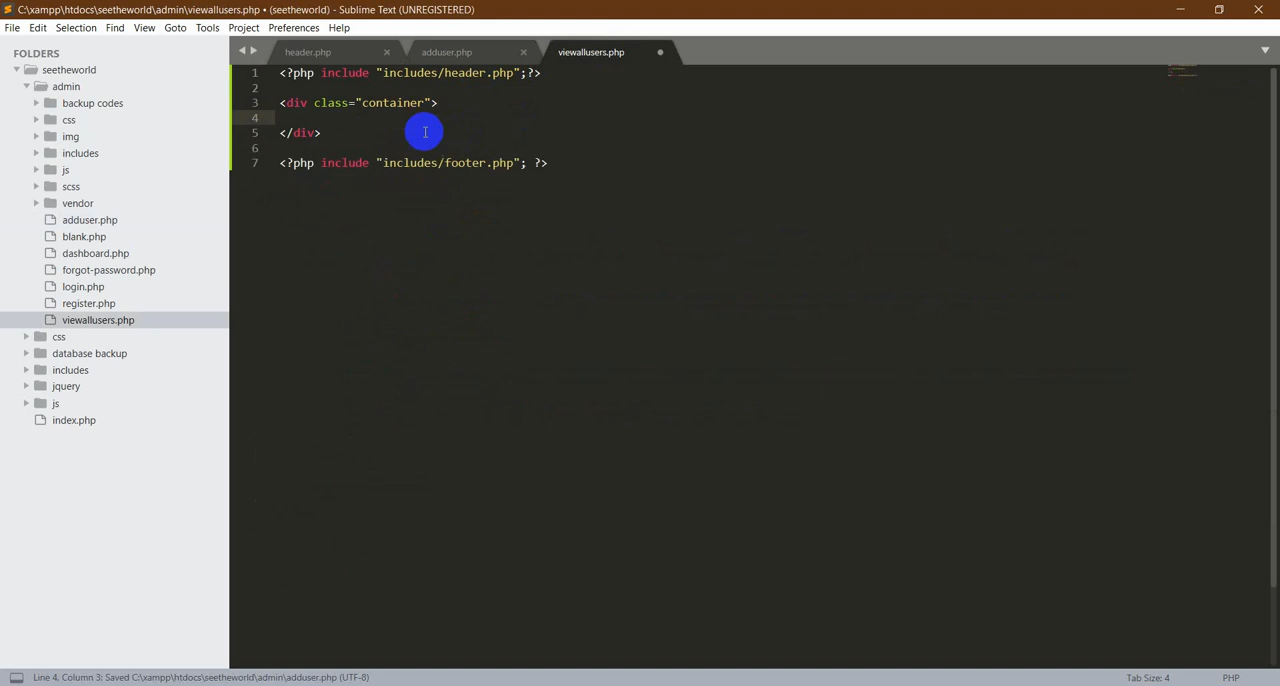 C:\xampp\htdocs\seetheworld\admin\viewallusers.php • (seetheworld) - Sublime Text (UNREGISTERED)
File Edit Selection Find View Goto Tools Project Preferences Help
FOLDERS
seetheworld
admin
backup codes
css
img
includes
js
scss
vendor
adduser.php
blank.php
dashboard.php
forgot-password.php
login.php
register.php
viewallusers.php
css
database backup
includes
jquery
js
index.php
header.php adduser.php viewallusers.php
1 <?php include "includes/header.php";?>
2
3 <div class="container">
4
5 </div>
6
7 <?php include "includes/footer.php"; ?>
Line 4, Column 3: Saved C:\xampp\htdocs\seetheworld\admin\adduser.php (UTF-8) Tab Size: 4 PHP